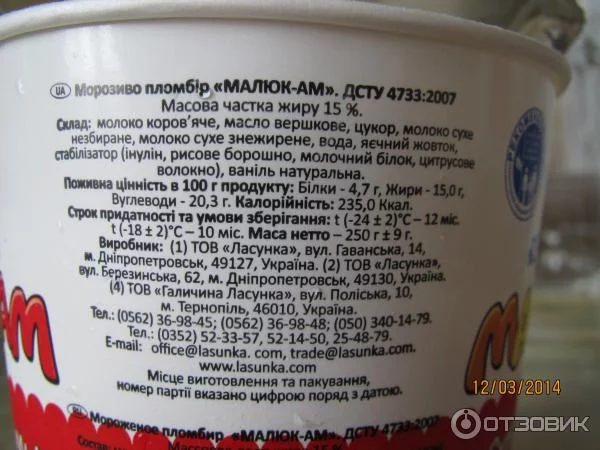 UA Морозиво пломбір «МАЛЮК-АМ». ДСТУ 4733:2007
Масова частка жиру 15 %.
Склад: молоко коров’яче, масло вершкове, цукор, молоко сухе
незбиране, молоко сухе знежирене, вода, яєчний жовток,
стабілізатор (інулін, рисове борошно, молочний білок, цитрусове
волокно), ваніль натуральна.
Поживна цінність в 100 г продукту: Білки - 4,7 г, Жири - 15,0 г,
Вуглеводи - 20,3 г. Калорійність: 235,0 Ккал.
Строк придатності та умови зберігання: t (-24 ± 2)°C – 12 міс.
t (-18 ± 2)°C – 10 міс. Маса нетто – 250 г ± 9 г.
Виробник: (1) ТОВ “Ласунка”, вул. Гаванська, 14,
м. Дніпропетровськ, 49127, Україна. (2) ТОВ «Ласунка»,
вул. Березинська, 62, м. Дніпропетровськ, 49130, Україна.
(4) ТОВ “Галичина Ласунка”, вул. Поліська, 10,
м. Тернопіль, 46010, Україна.
Тел.: (0562) 36-98-45; (0562) 36-98-48; (050) 340-14-79.
Тел.: (0352) 52-33-57, 52-14-50, 25-48-79.
E-mail: office@lasunka. com, trade@lasunka.com
www.lasunka.com
Місце виготовлення та пакування,
номер партії вказано цифрою поряд з датою.
RU Мороженое пломбир «МАЛЮК-АМ». ДСТУ 4733:2007
12/03/2014
ОТЗОВИК